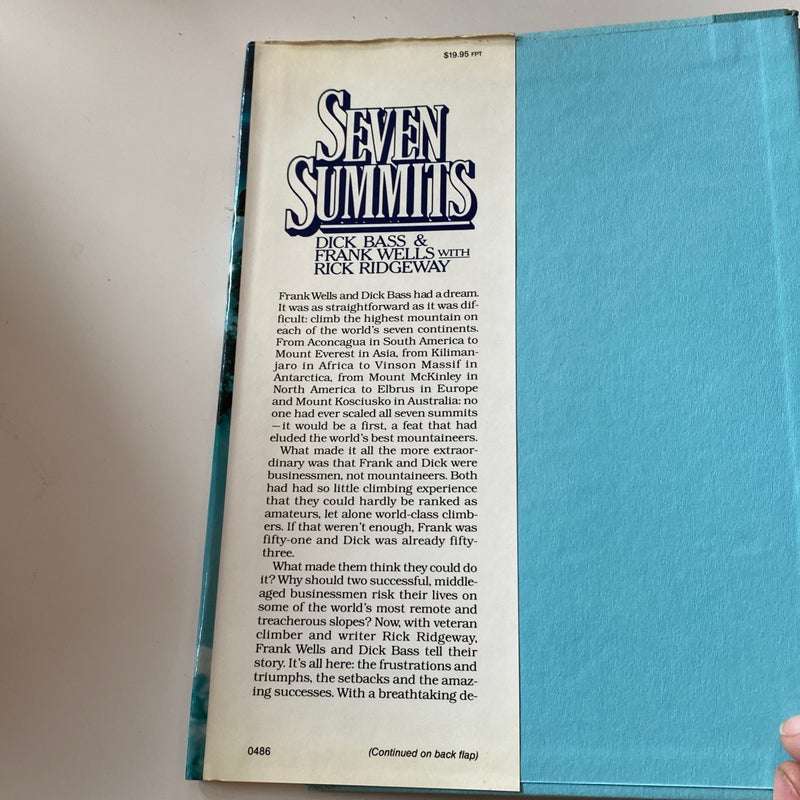 $19.95 FPT
SEVEN
SUMMITS
DICK BASS &
FRANK WELLS WITH
RICK RIDGEWAY
Frank Wells and Dick Bass had a dream.
It was as straightforward as it was dif-
ficult: climb the highest mountain on
each of the world's seven continents.
From Aconcagua in South America to
Mount Everest in Asia, from Kiliman-
jaro in Africa to Vinson Massif in
Antarctica, from Mount McKinley in
North America to Elbrus in Europe
and Mount Kosciusko in Australia: no
one had ever scaled all seven summits
—it would be a first, a feat that had
eluded the world's best mountaineers.
What made it all the more extraor-
dinary was that Frank and Dick were
businessmen, not mountaineers. Both
had had so little climbing experience
that they could hardly be ranked as
amateurs, let alone world-class climb-
ers. If that weren't enough, Frank was
fifty-one and Dick was already fifty-
three.
What made them think they could do
it? Why should two successful, middle-
aged businessmen risk their lives on
some of the world's most remote and
treacherous slopes? Now, with veteran
climber and writer Rick Ridgeway,
Frank Wells and Dick Bass tell their
story. It's all here: the frustrations and
triumphs, the setbacks and the amaz-
ing successes. With a breathtaking de-
0486
(Continued on back flap)